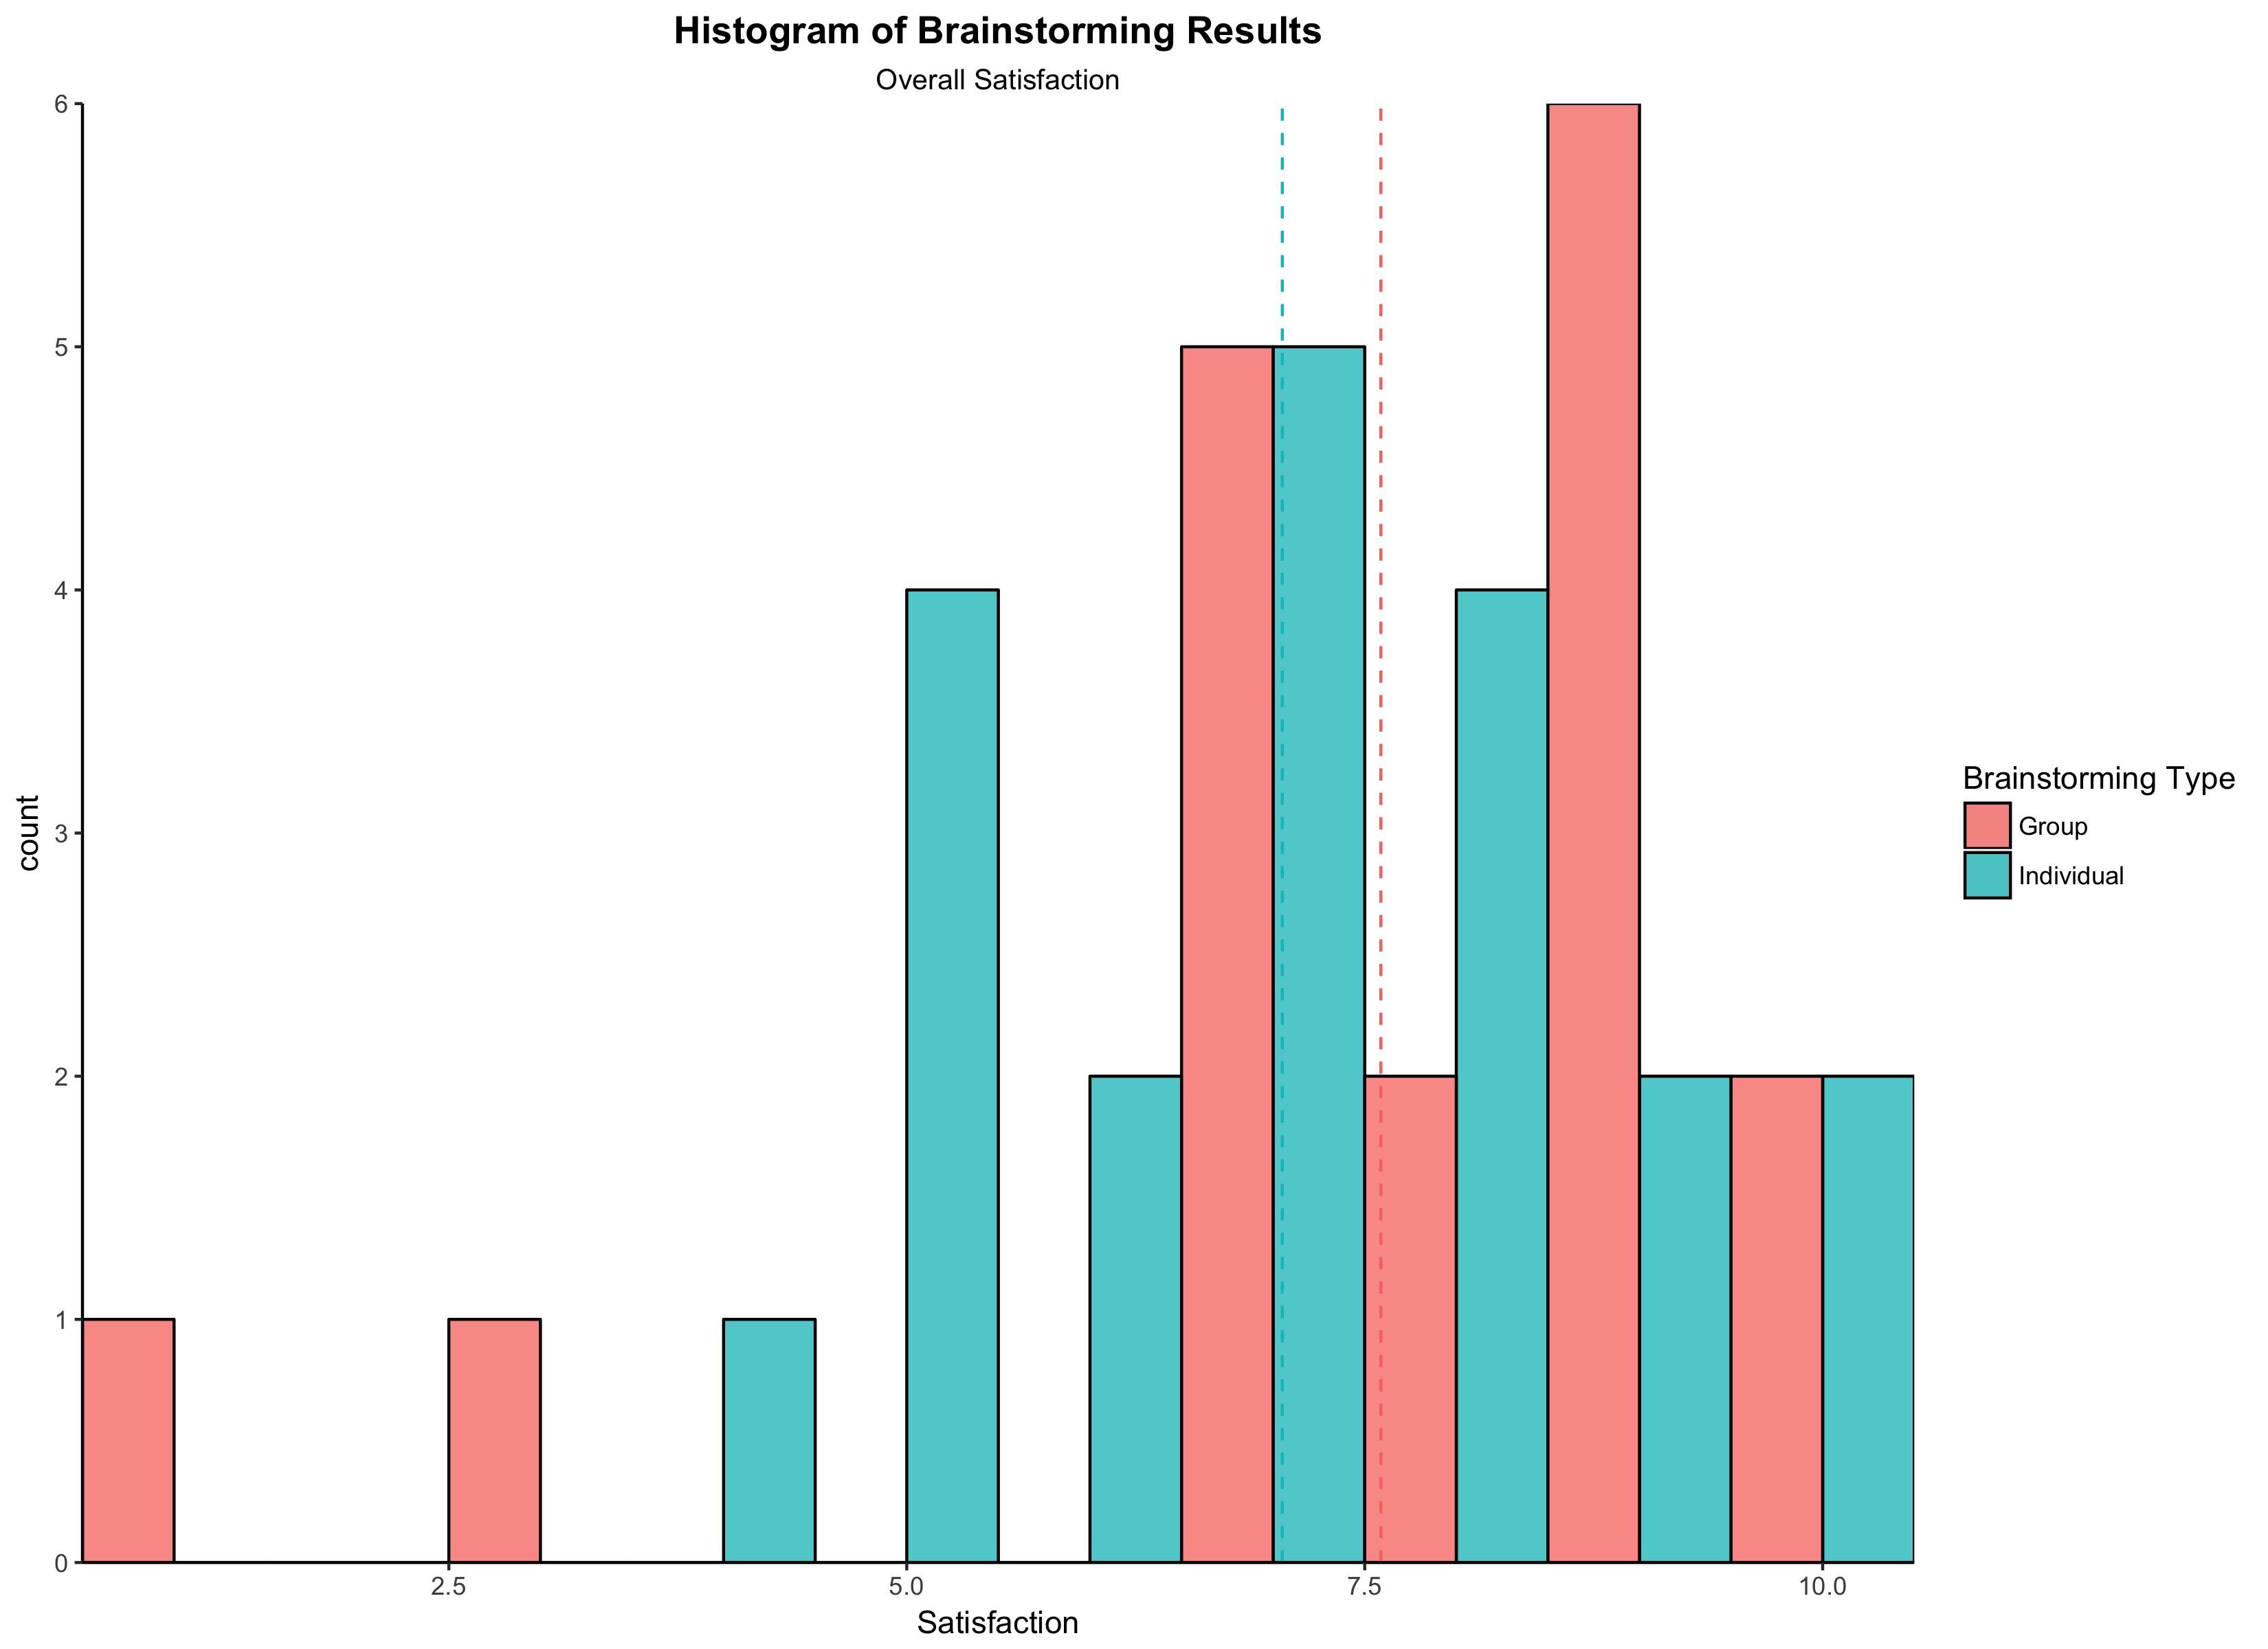 Histogram of Brainstorming Results
Overall Satisfaction
6
5
4
3
2
1
0
count
2.5
5.0
7.5
10.0
Satisfaction
Brainstorming Type
Group
Individual